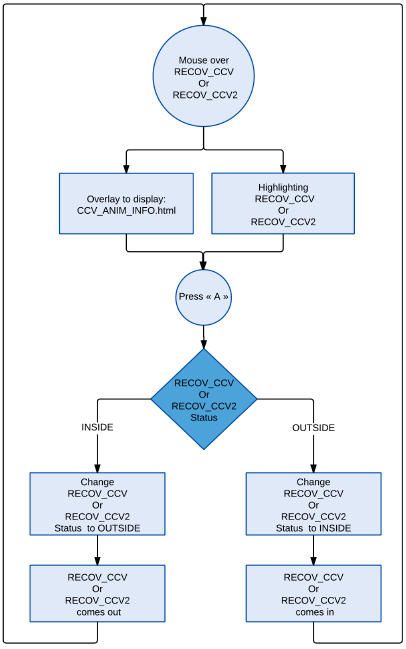 Mouse over
RECOV_CCV
Or
RECOV_CCV2
Overlay to display:
CCV_ANIM_INFO.html
Highlighting
RECOV_CCV
Or
RECOV_CCV2
Press « A »
RECOV_CCV
Or
RECOV_CCV2
Status
INSIDE
OUTSIDE
Change
RECOV_CCV
Or
RECOV_CCV2
Status to OUTSIDE
Change
RECOV_CCV
Or
RECOV_CCV2
Status to INSIDE
RECOV_CCV
Or
RECOV_CCV2
comes out
RECOV_CCV
Or
RECOV_CCV2
comes in